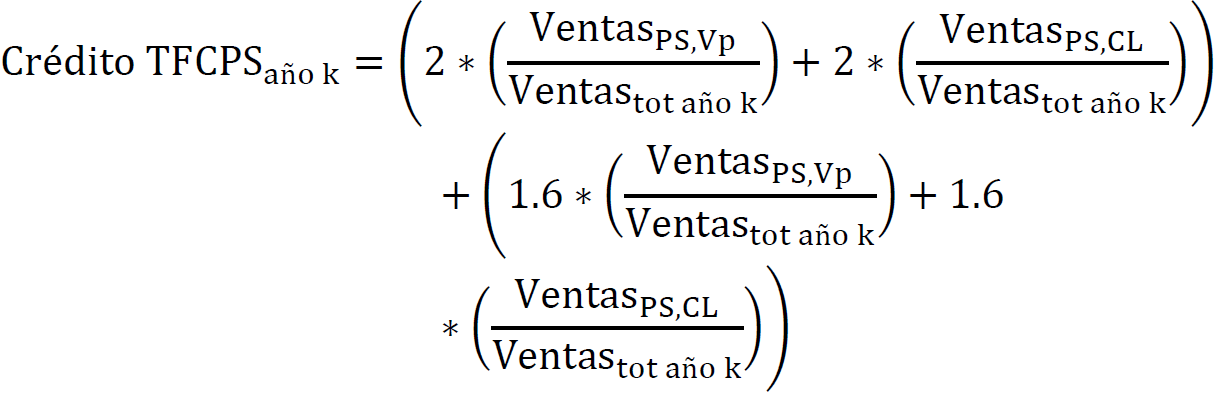 Crédito TFCPS_año k = (2 * (Ventas_PS,Vp / Ventas_tot año k) + 2 * (Ventas_PS,CL / Ventas_tot año k))
+ (1.6 * (Ventas_PS,Vp / Ventas_tot año k) + 1.6
* (Ventas_PS,CL / Ventas_tot año k))